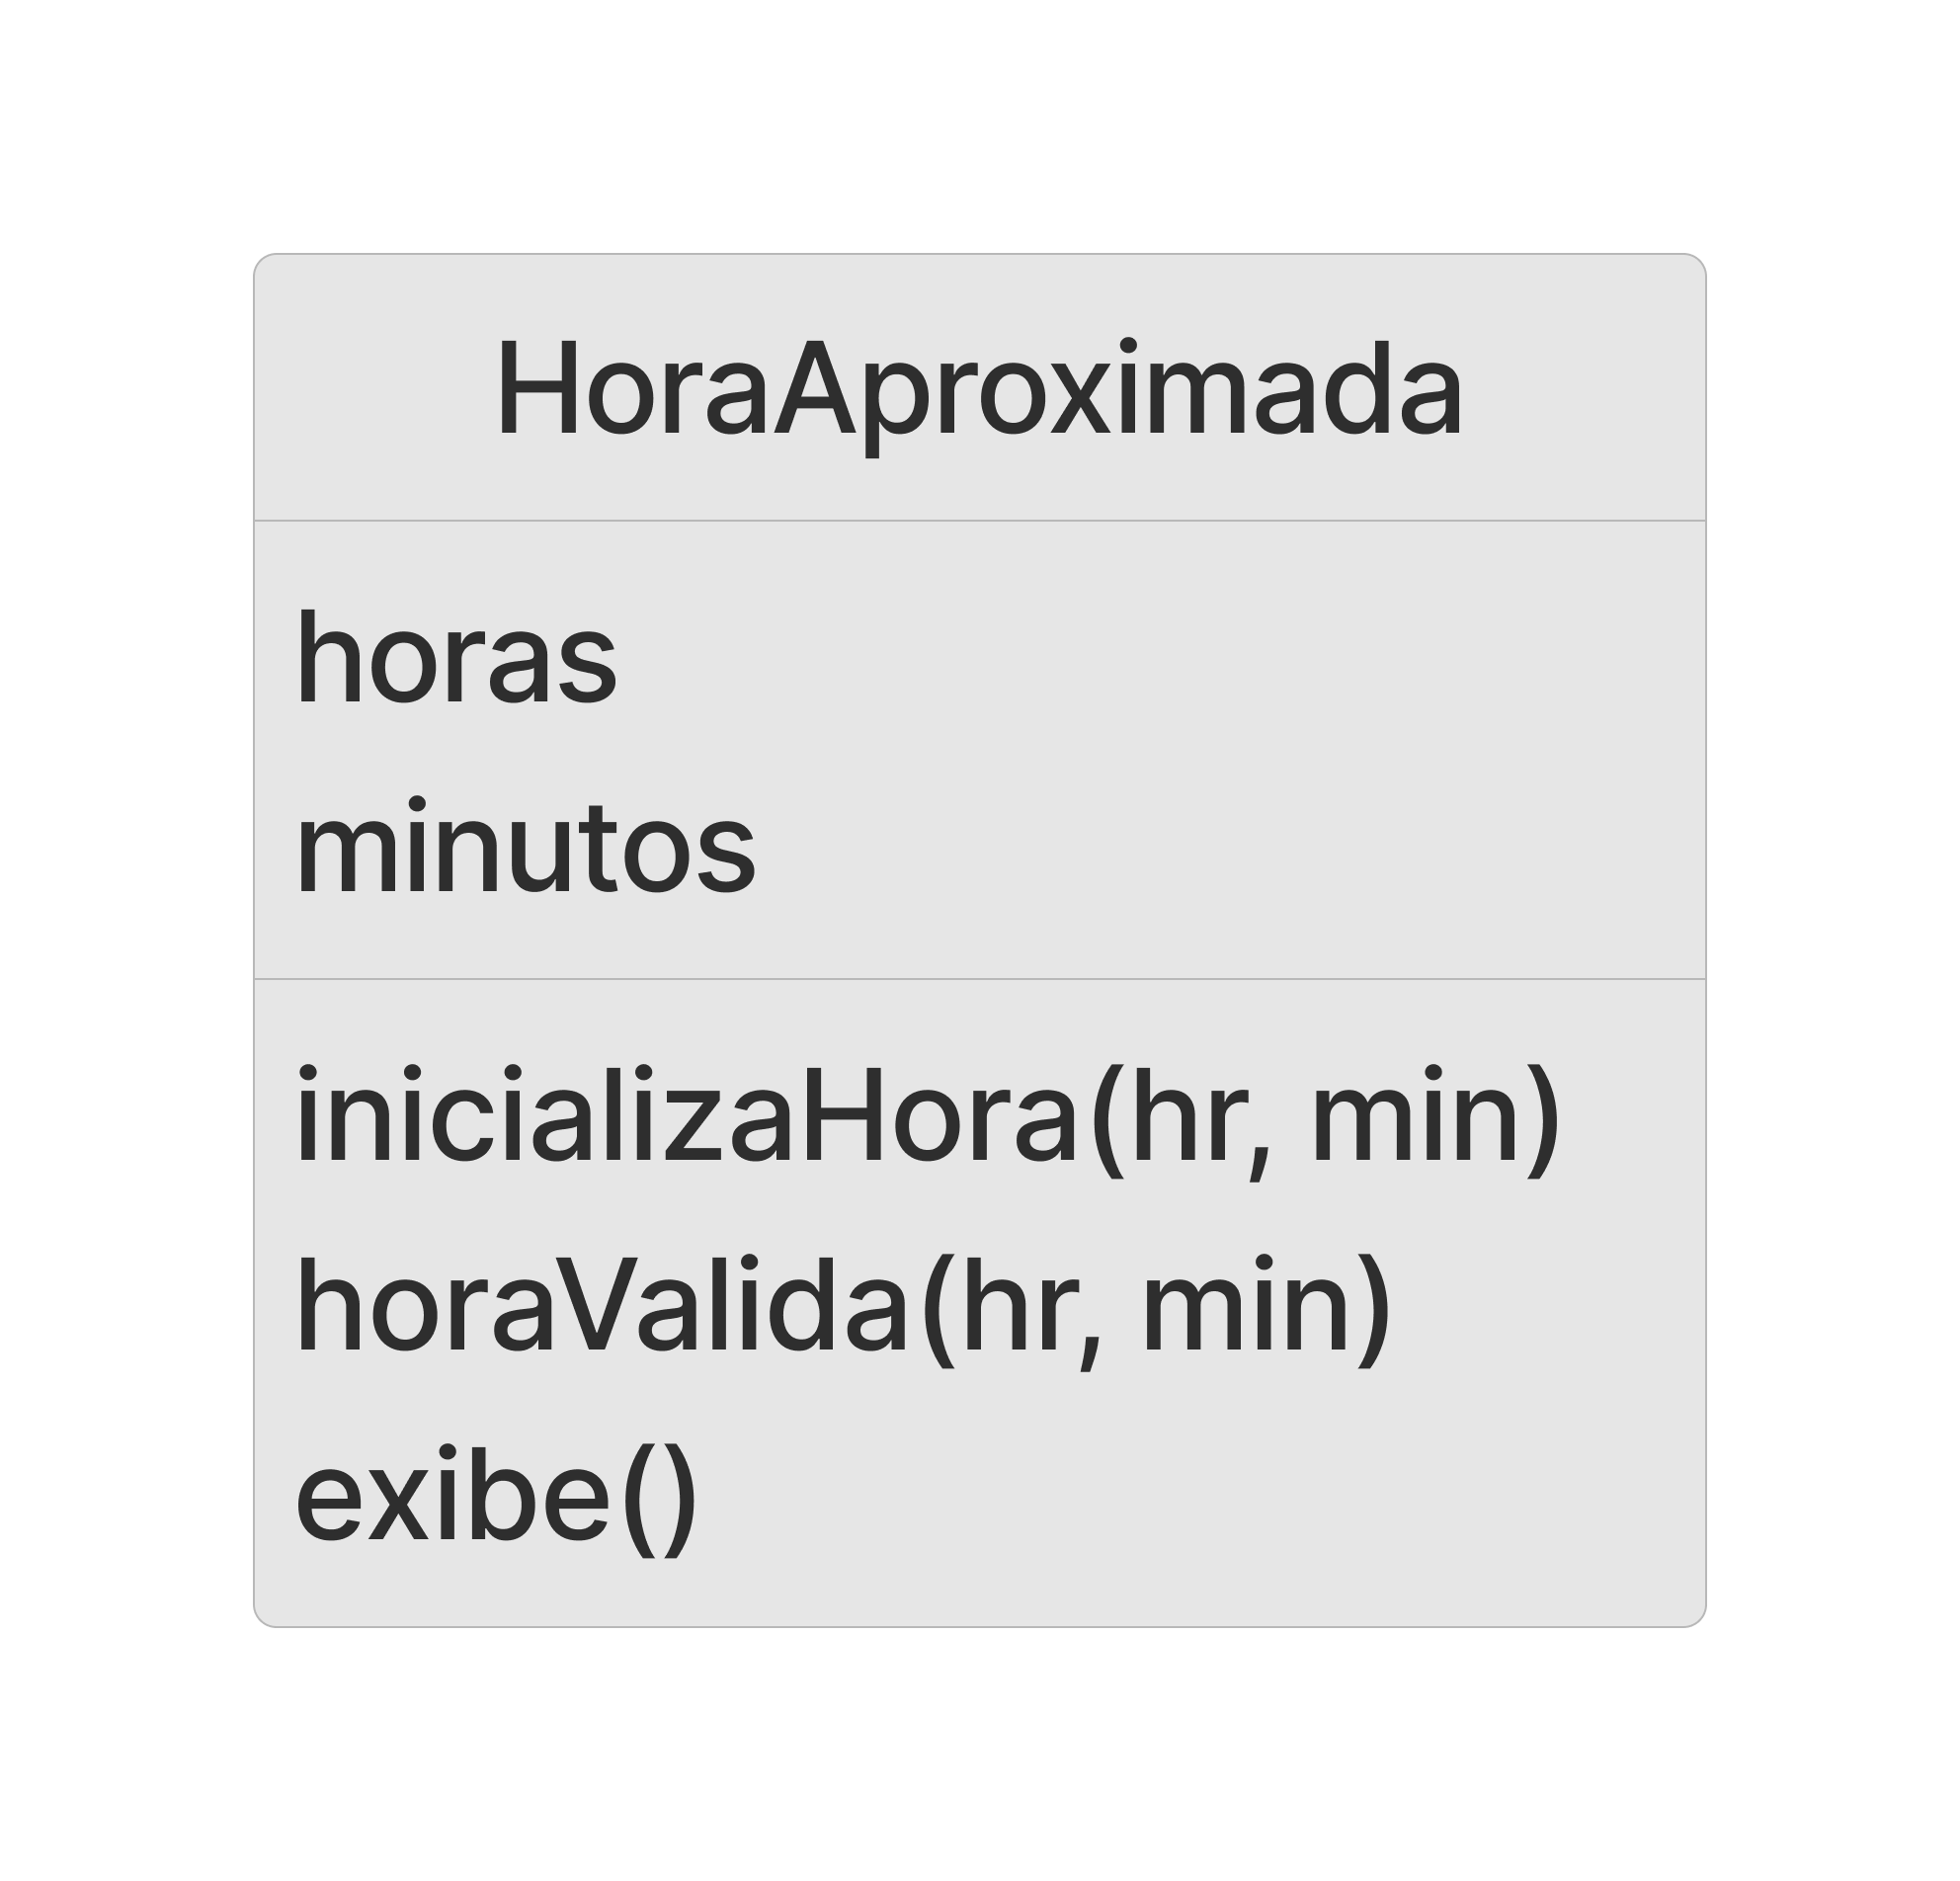 HoraAproximada
horas
minutos
inicializaHora(hr, min)
horaValida(hr, min)
exibe()